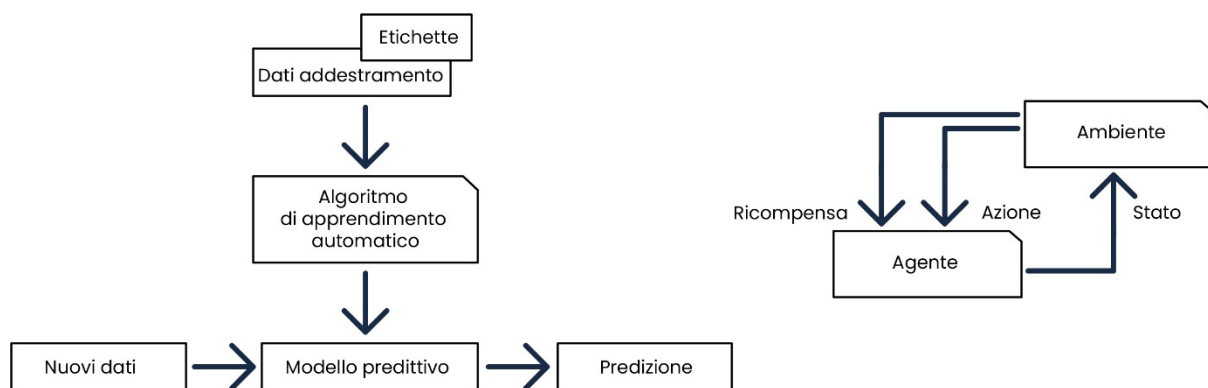 Etichette
Dati addestramento
Algoritmo
di apprendimento
automatico
Nuovi dati
Modello predittivo
Predizione
Ambiente
Ricompensa
Azione
Stato
Agente